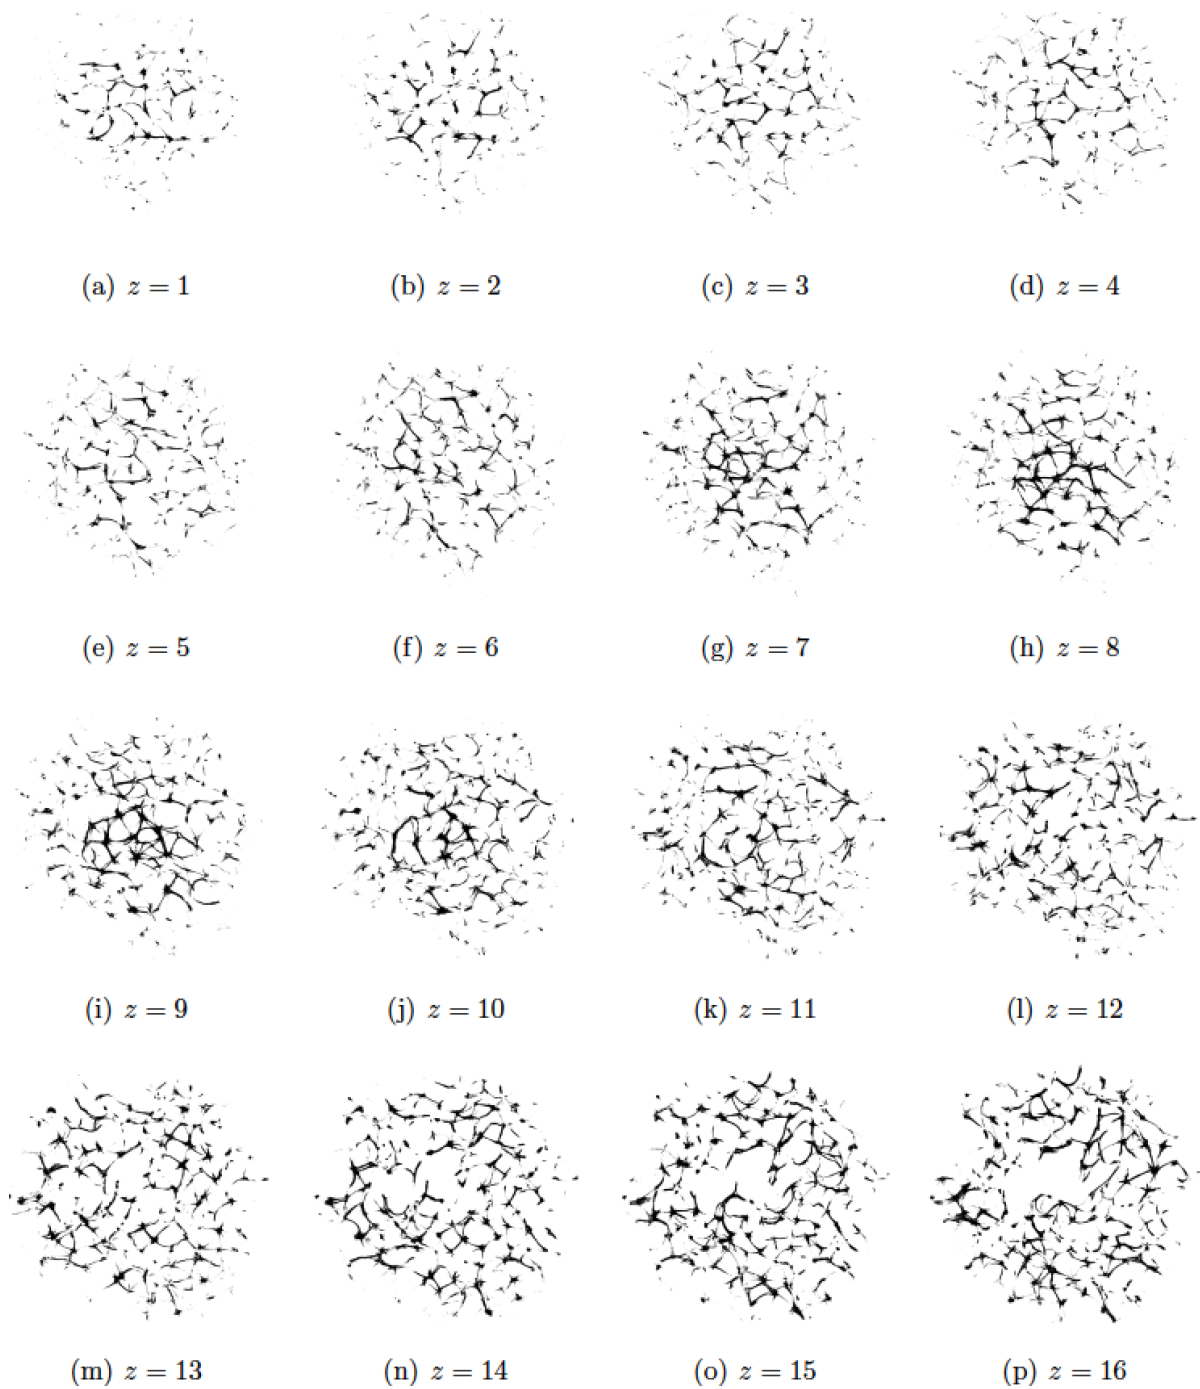 (a) z = 1 (b) z = 2 (c) z = 3 (d) z = 4
(e) z = 5 (f) z = 6 (g) z = 7 (h) z = 8
(i) z = 9 (j) z = 10 (k) z = 11 (l) z = 12
(m) z = 13 (n) z = 14 (o) z = 15 (p) z = 16